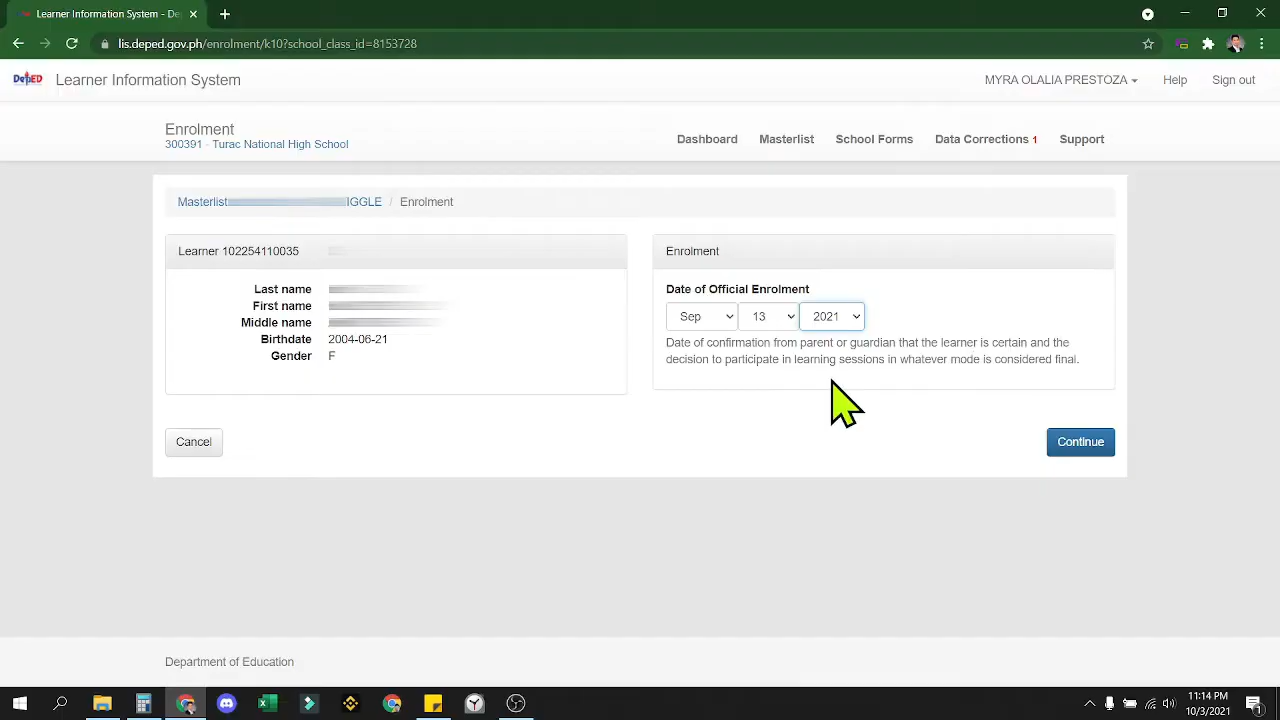 Learner Information System - De
lis.deped.gov.ph/enrolment/k10?school_class_id=8153728
DepED Learner Information System
MYRA OLALIA PRESTOZA Help Sign out
Enrolment
300391 - Turac National High School
Dashboard Masterlist School Forms Data Corrections 1 Support
Masterlist IGGLE / Enrolment
Learner 102254110035
Last name
First name
Middle name
Birthdate 2004-06-21
Gender F
Enrolment
Date of Official Enrolment
Sep 13 2021
Date of confirmation from parent or guardian that the learner is certain and the
decision to participate in learning sessions in whatever mode is considered final.
Cancel
Continue
Department of Education
11:14 PM
10/3/2021